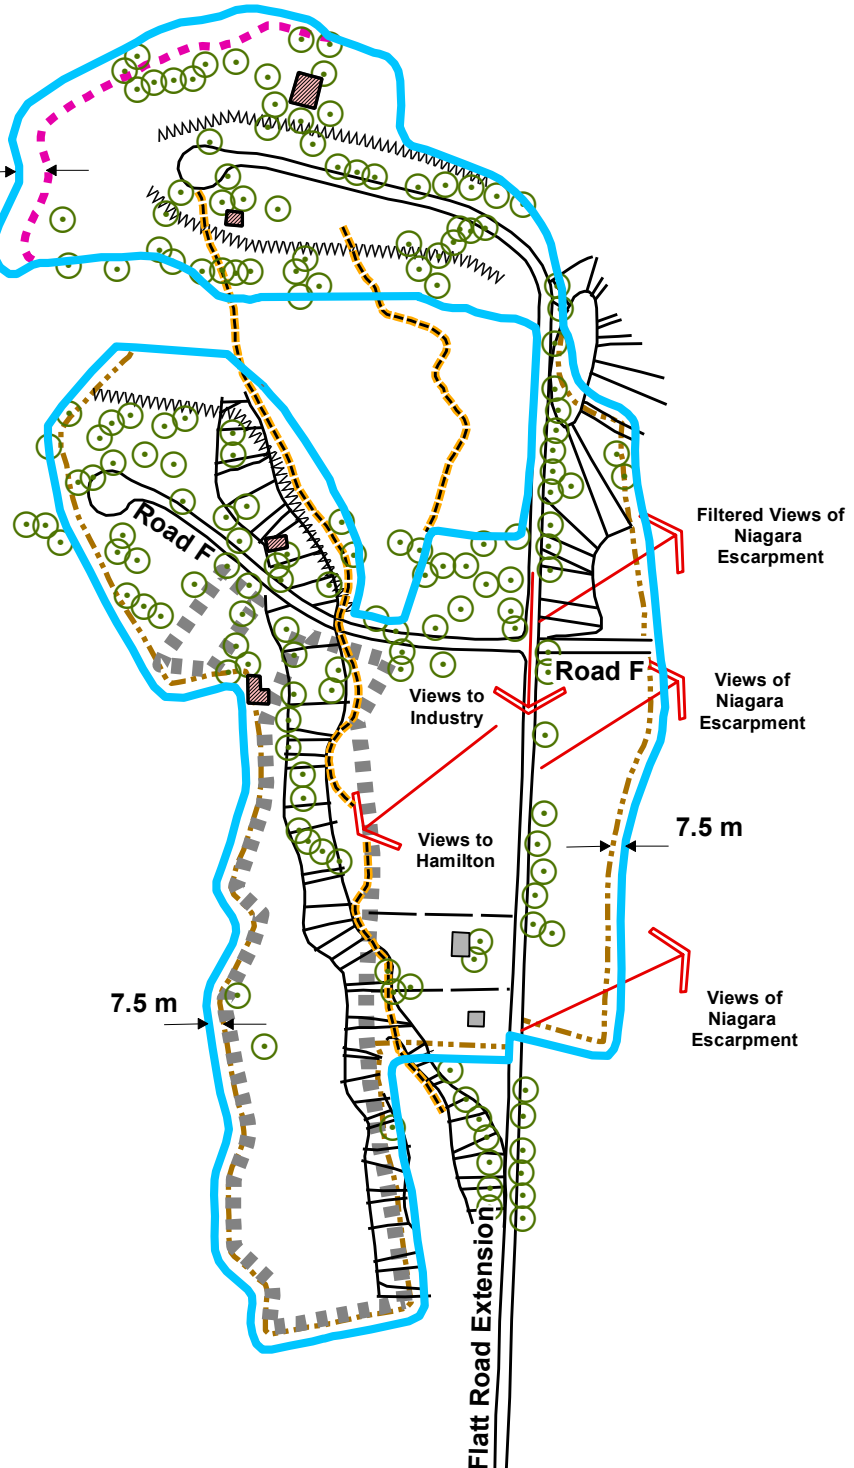 Filtered Views of
Niagara
Escarpment
Road F
Road F
Views to
Industry
Views of
Niagara
Escarpment
7.5 m
Views to
Hamilton
7.5 m
Views of
Niagara
Escarpment
Flatt Road Extension